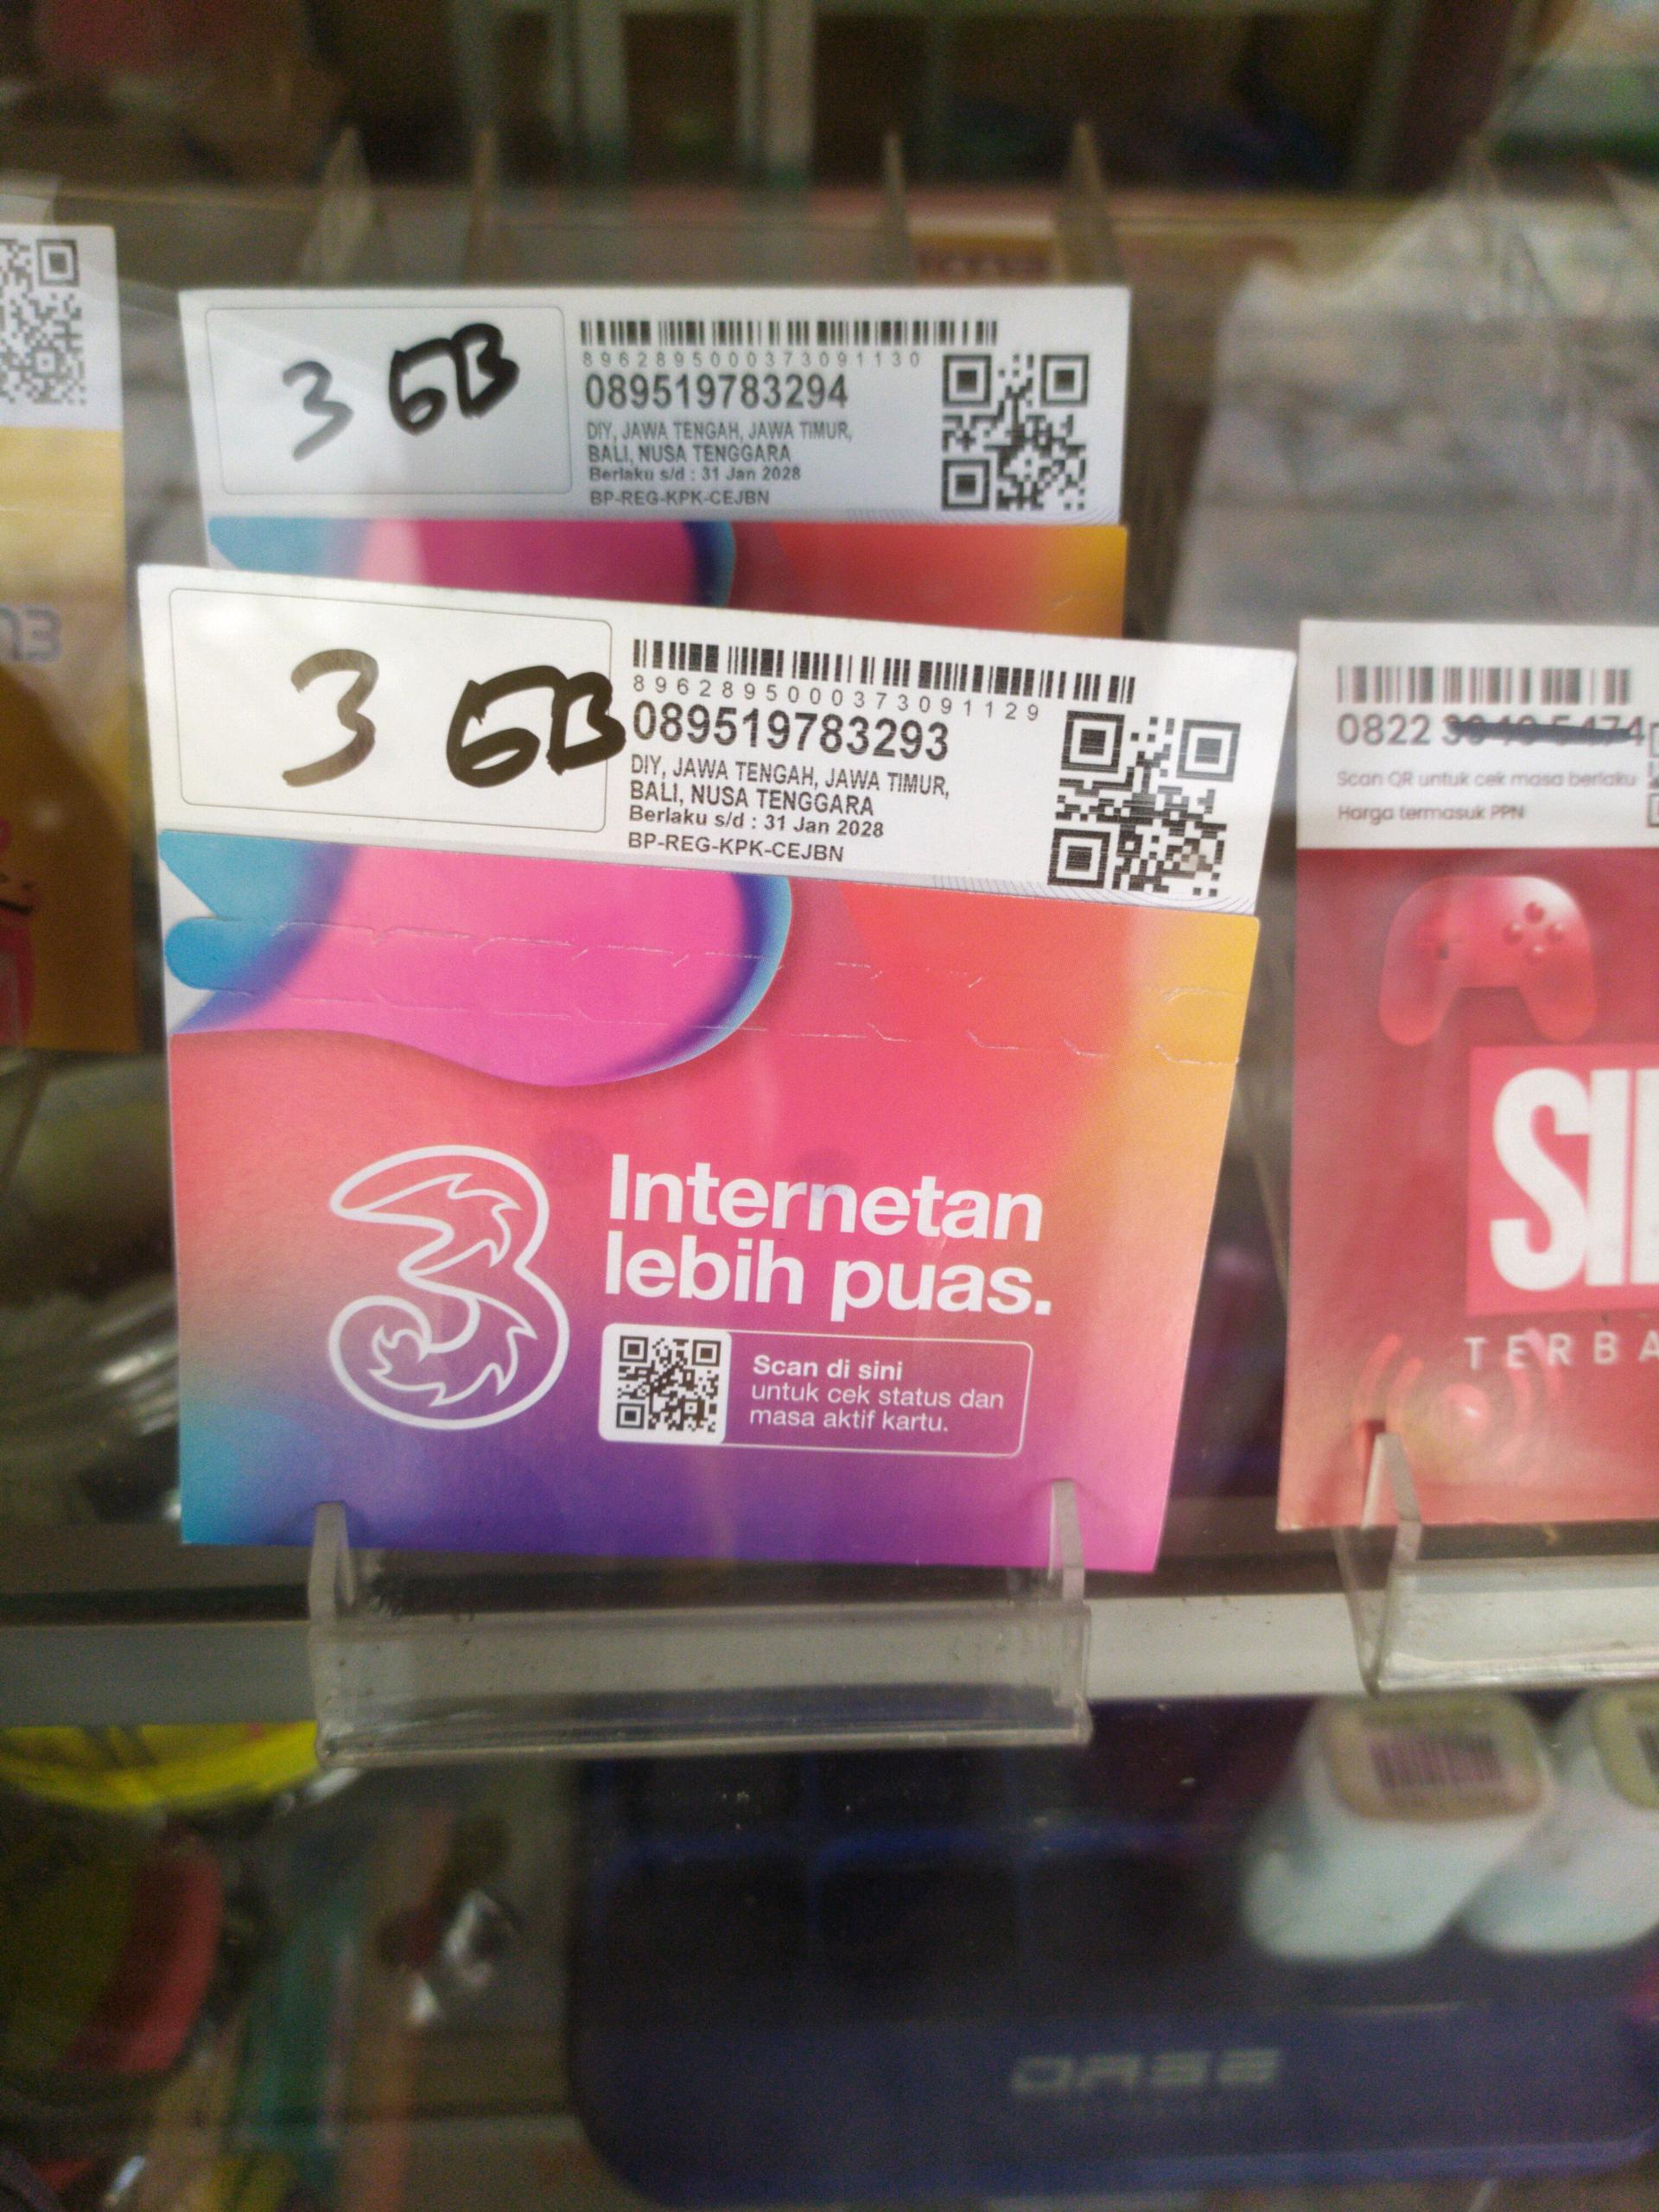 3 GB
8962895000373091130
089519783294
DIY, JAWA TENGAH, JAWA TIMUR,
BALI, NUSA TENGGARA
Berlaku s/d : 31 Jan 2028
BP-REG-KPK-CEJBN
3 GB
8962895000373091129
089519783293
DIY, JAWA TENGAH, JAWA TIMUR,
BALI, NUSA TENGGARA
Berlaku s/d : 31 Jan 2028
BP-REG-KPK-CEJBN
3
Internetan
lebih puas.
Scan di sini
untuk cek status dan
masa aktif kartu.
0822
Scan QR untuk cek masa berlaku
Harga termasuk PPN
TERBA